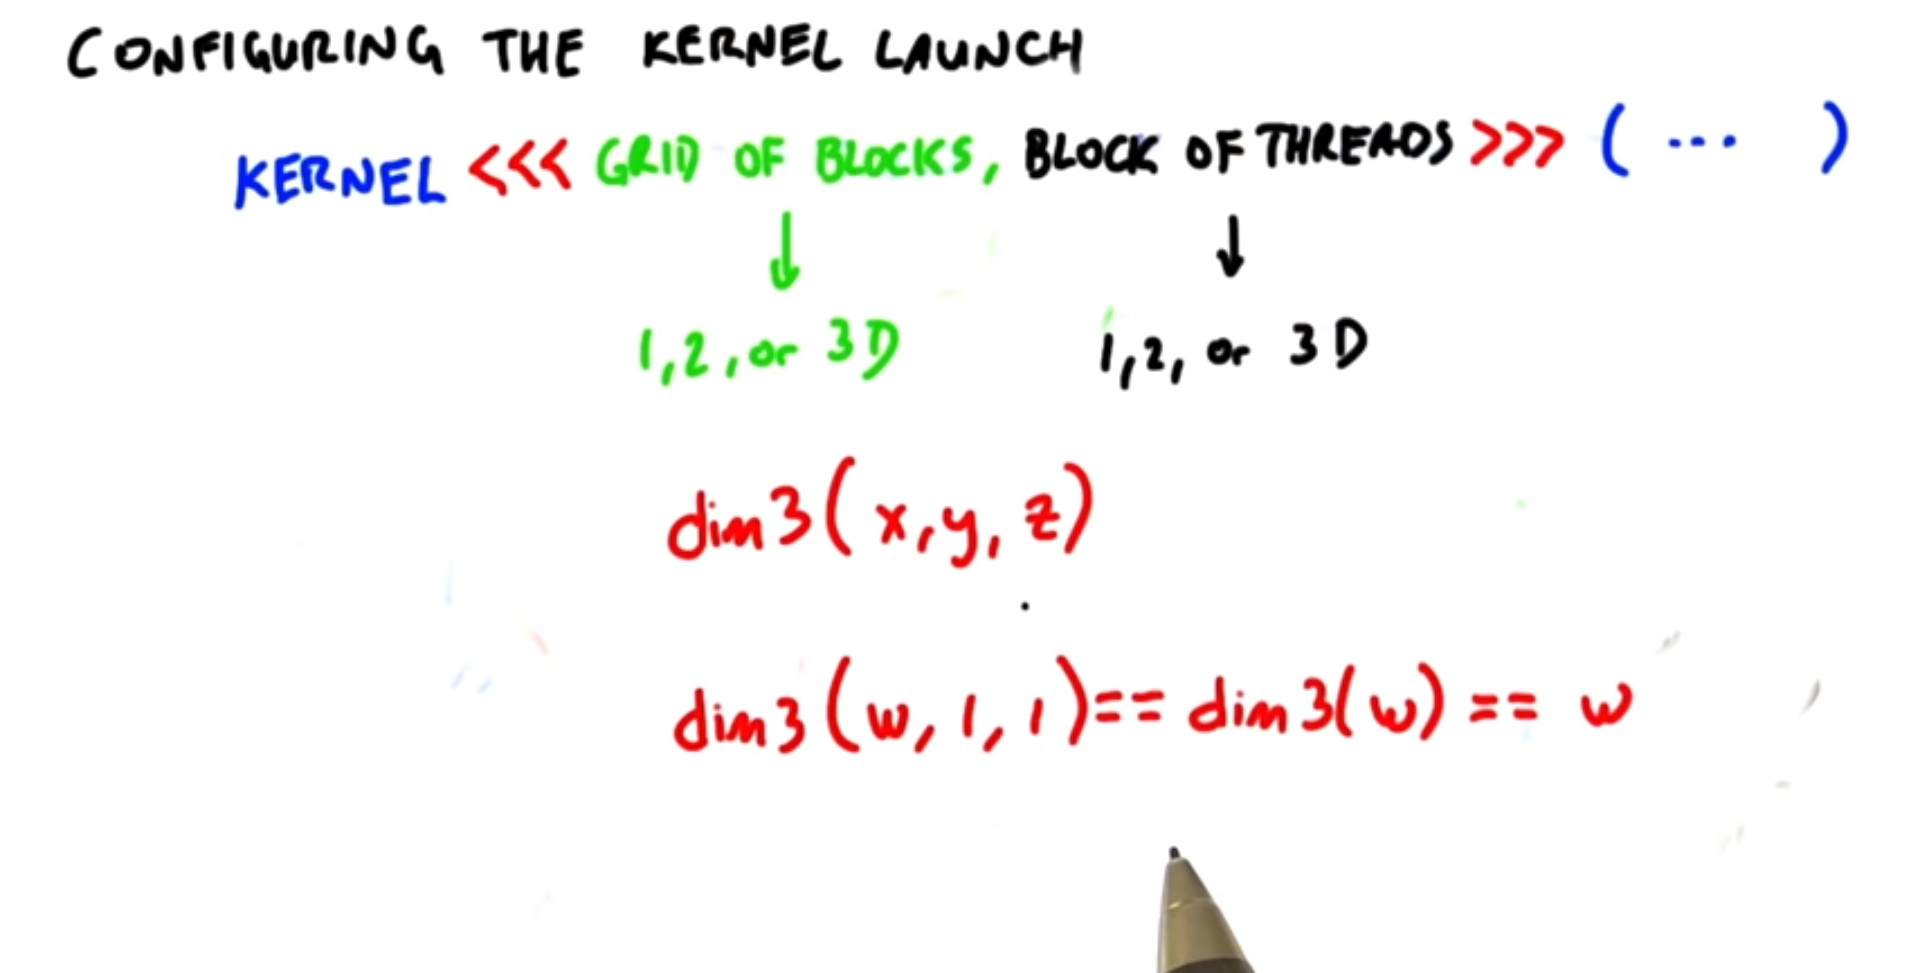 CONFIGURING THE KERNEL LAUNCH
KERNEL <<< GRID OF BLOCKS, BLOCK OF THREADS >>> ( ... )
1,2, or 3D 1,2, or 3D
dim3(x,y,z)
dim3(w,1,1)== dim3(w) == w